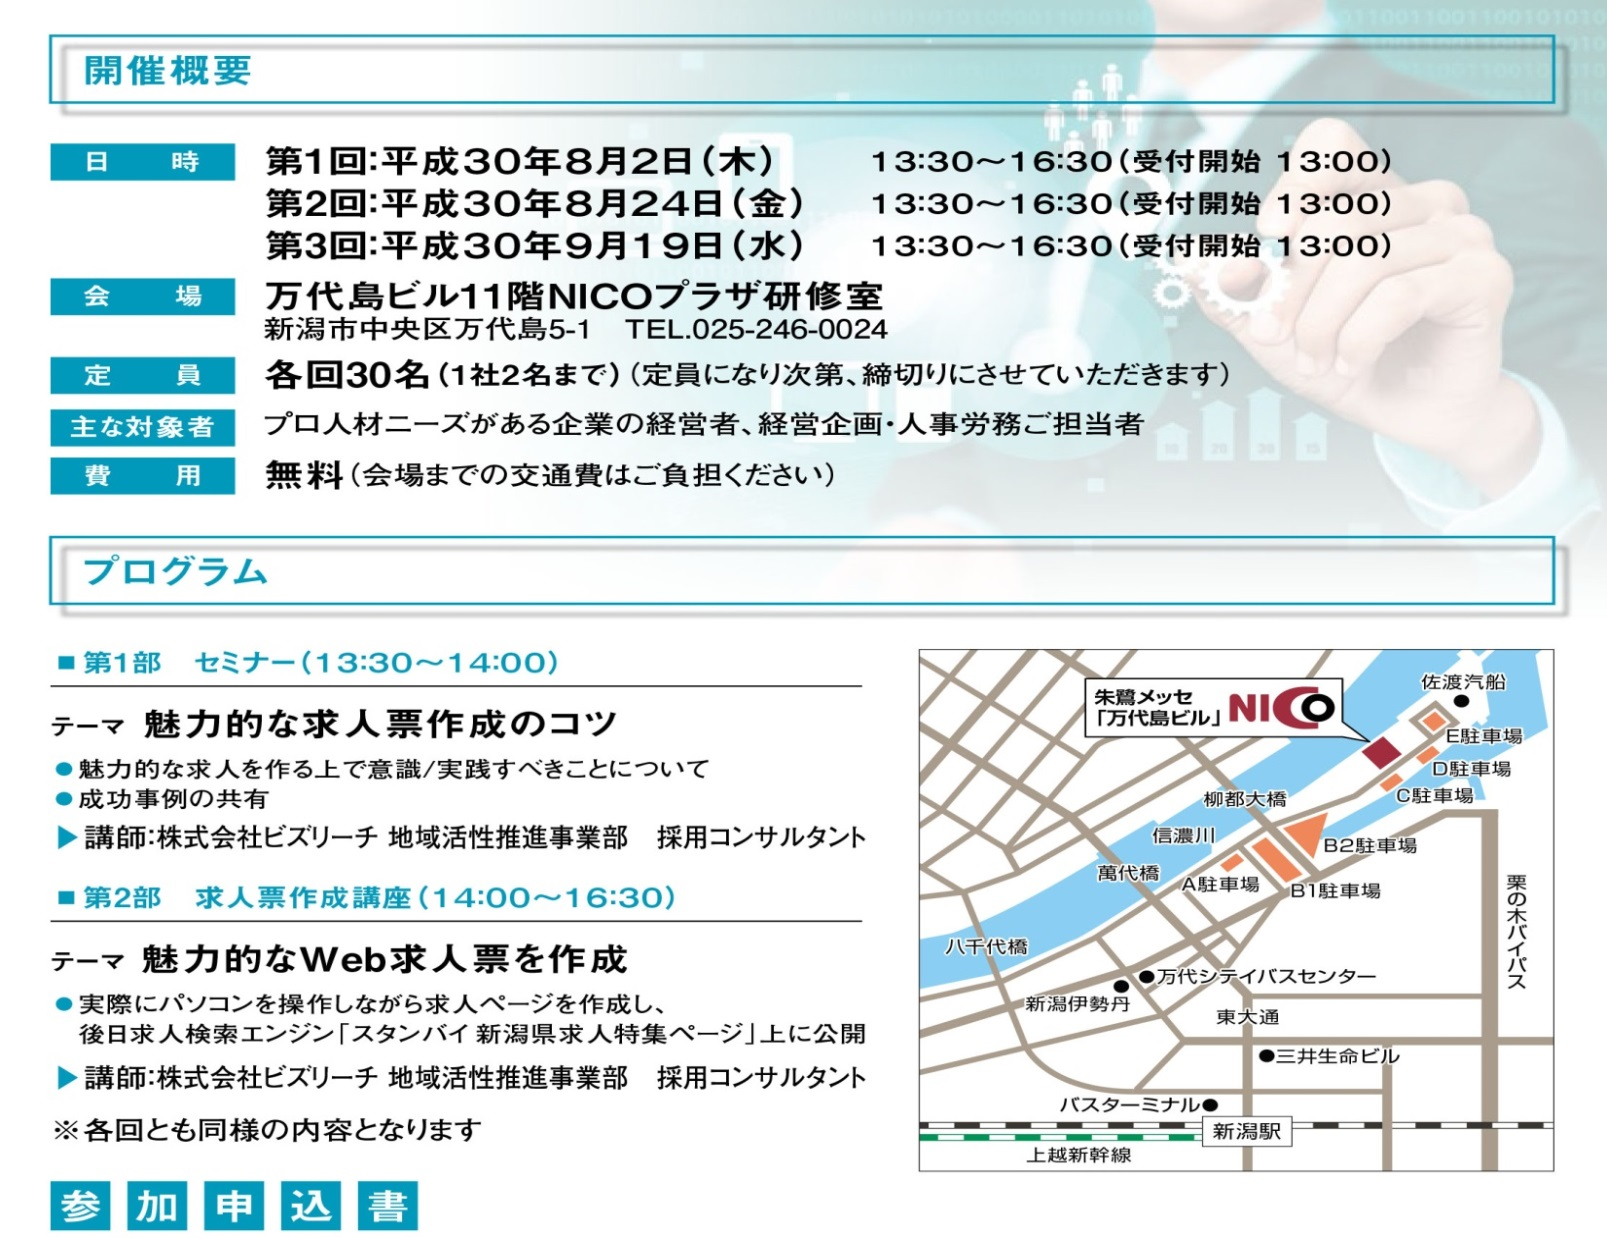 開催概要
日時 第1回:平成30年8月2日(木) 13:30〜16:30(受付開始 13:00)
第2回:平成30年8月24日(金) 13:30〜16:30(受付開始 13:00)
第3回:平成30年9月19日(水) 13:30〜16:30(受付開始 13:00)
会場 万代島ビル11階NICOプラザ研修室
新潟市中央区万代島5-1 TEL.025-246-0024
定員 各回30名(1社2名まで)(定員になり次第、締切りにさせていただきます)
主な対象者 プロ人材ニーズがある企業の経営者、経営企画・人事労務ご担当者
費用 無料(会場までの交通費はご負担ください)
10 20 30 15
プログラム
■ 第1部 セミナー(13:30〜14:00)
テーマ 魅力的な求人票作成のコツ
●魅力的な求人を作る上で意識/実践すべきことについて
●成功事例の共有
▶講師:株式会社ビズリーチ 地域活性推進事業部 採用コンサルタント
■ 第2部 求人票作成講座(14:00〜16:30)
テーマ 魅力的なWeb求人票を作成
●実際にパソコンを操作しながら求人ページを作成し、
後日求人検索エンジン「スタンバイ 新潟県求人特集ページ」上に公開
▶講師:株式会社ビズリーチ 地域活性推進事業部 採用コンサルタント
※各回とも同様の内容となります
佐渡汽船
朱鷺メッセ
「万代島ビル」 NICO
E駐車場
D駐車場
C駐車場
柳都大橋
信濃川
B2駐車場
萬代橋
A駐車場
B1駐車場
栗の木バイパス
八千代橋
万代シテイバスセンター
新潟伊勢丹
東大通
三井生命ビル
バスターミナル
新潟駅
上越新幹線
参加申込書